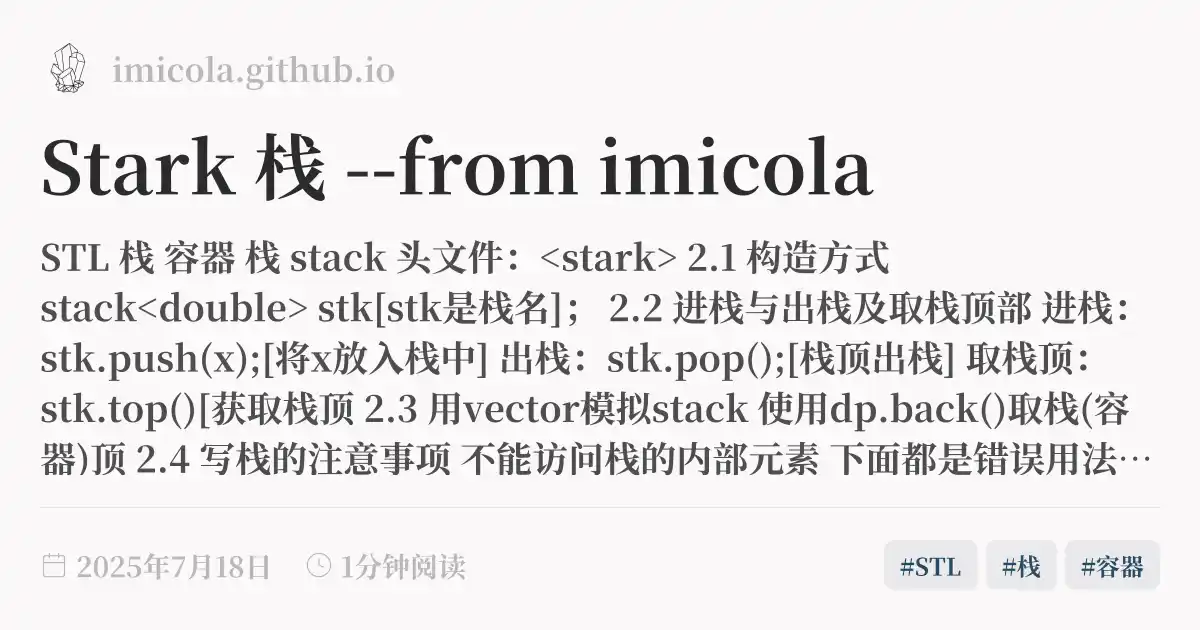 imicola.github.io
Stark 栈 --from imicola
STL 栈 容器 栈 stack 头文件：<stark> 2.1 构造方式
stack<double> stk[stk是栈名]； 2.2 进栈与出栈及取栈顶部 进栈：
stk.push(x);[将x放入栈中] 出栈：stk.pop();[栈顶出栈] 取栈顶：
stk.top()[获取栈顶 2.3 用vector模拟stack 使用dp.back()取栈(容
器)顶 2.4 写栈的注意事项 不能访问栈的内部元素 下面都是错误用法…
2025年7月18日 1分钟阅读 #STL #栈 #容器